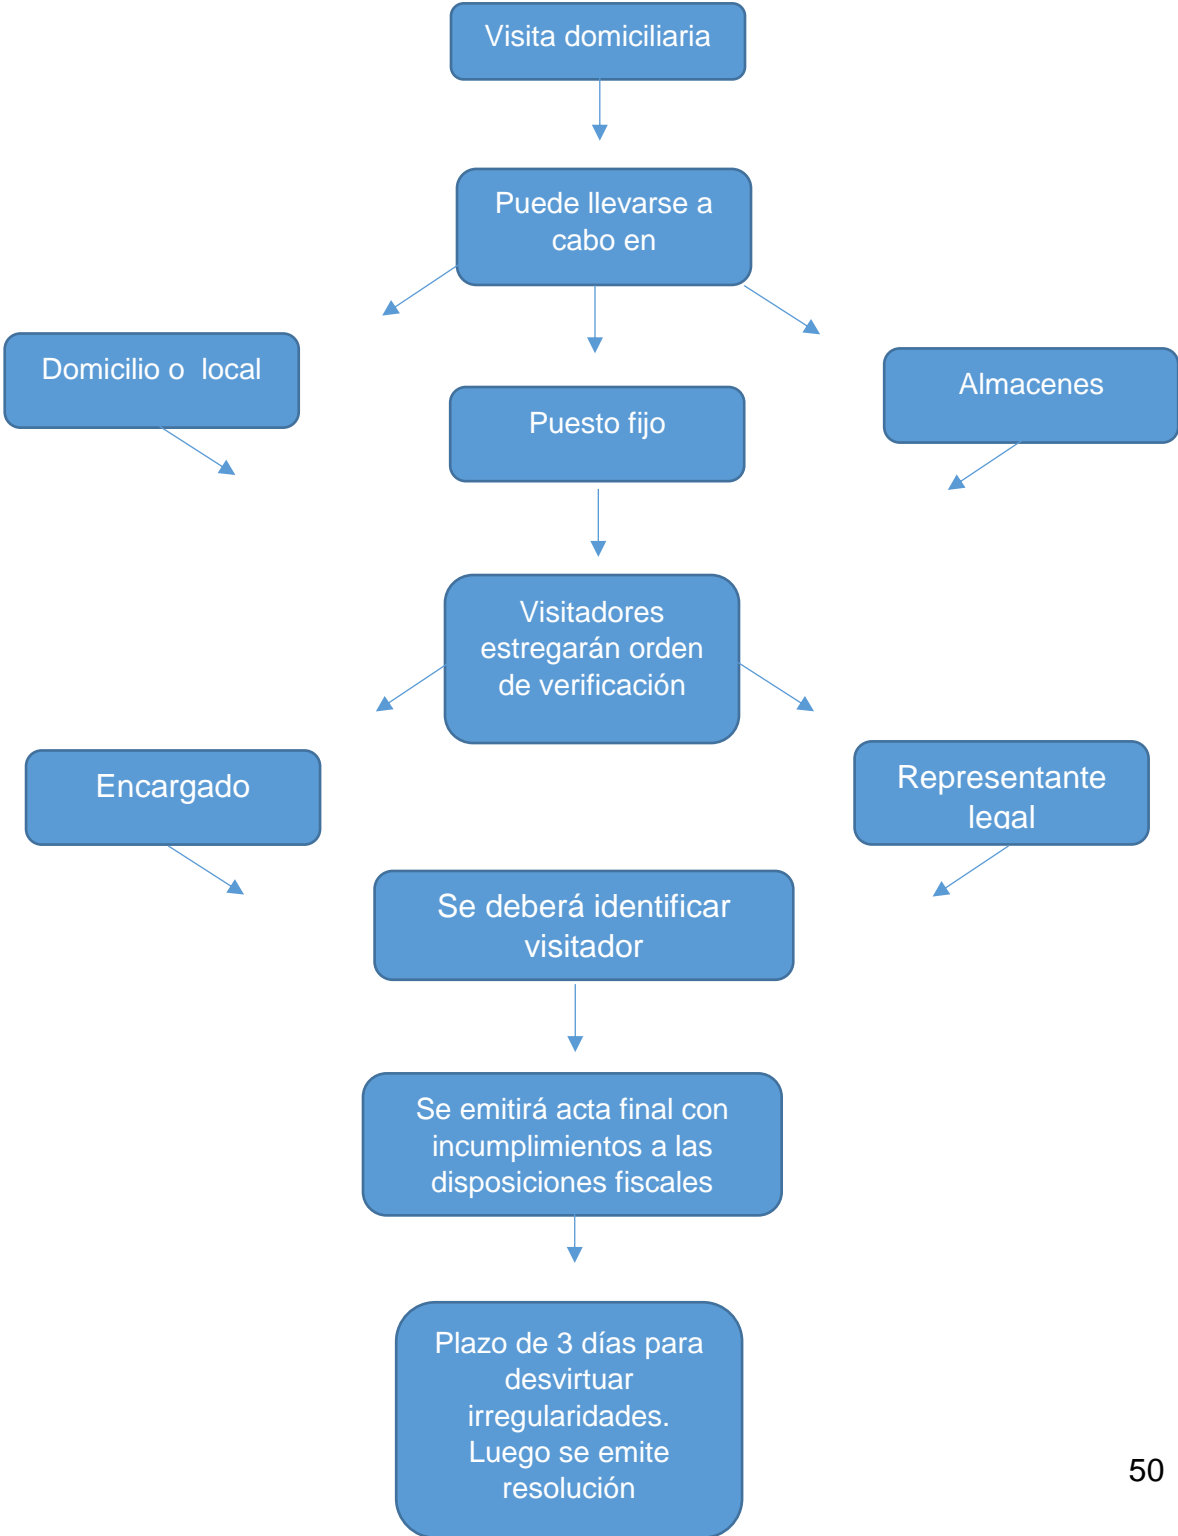 Visita domiciliaria
Puede llevarse a
cabo en
Domicilio o  local
Almacenes
Puesto fijo
Visitadores
estregarán orden
de verificación
Encargado
Representante
legal
Se deberá identificar
visitador
Se emitirá acta final con
incumplimientos a las
disposiciones fiscales
Plazo de 3 días para
desvirtuar
irregularidades.
Luego se emite
resolución
50